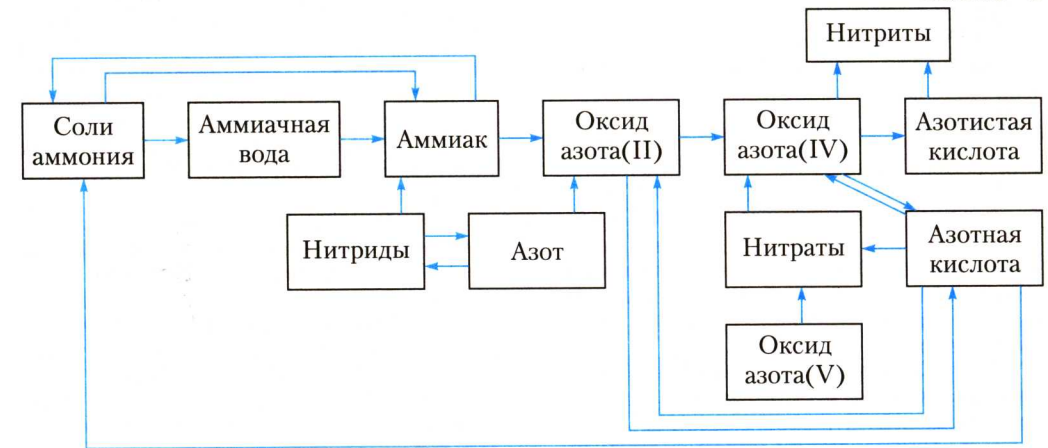 Нитриты
Соли
аммония
Аммиачная
вода
Аммиак
Оксид
азота(II)
Оксид
азота(IV)
Азотистая
кислота
Нитриды
Азот
Нитраты
Азотная
кислота
Оксид
азота(V)